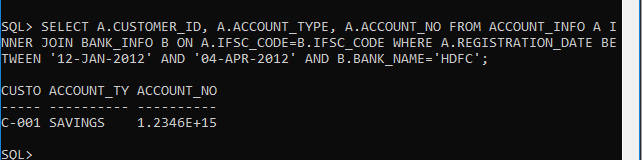 SQL> SELECT A.CUSTOMER_ID, A.ACCOUNT_TYPE, A.ACCOUNT_NO FROM ACCOUNT_INFO A I
NNER JOIN BANK_INFO B ON A.IFSC_CODE=B.IFSC_CODE WHERE A.REGISTRATION_DATE BE
TWEEN '12-JAN-2012' AND '04-APR-2012' AND B.BANK_NAME='HDFC';
CUSTO ACCOUNT_TY ACCOUNT_NO
----- ---------- ----------
C-001 SAVINGS    1.2346E+15
SQL>